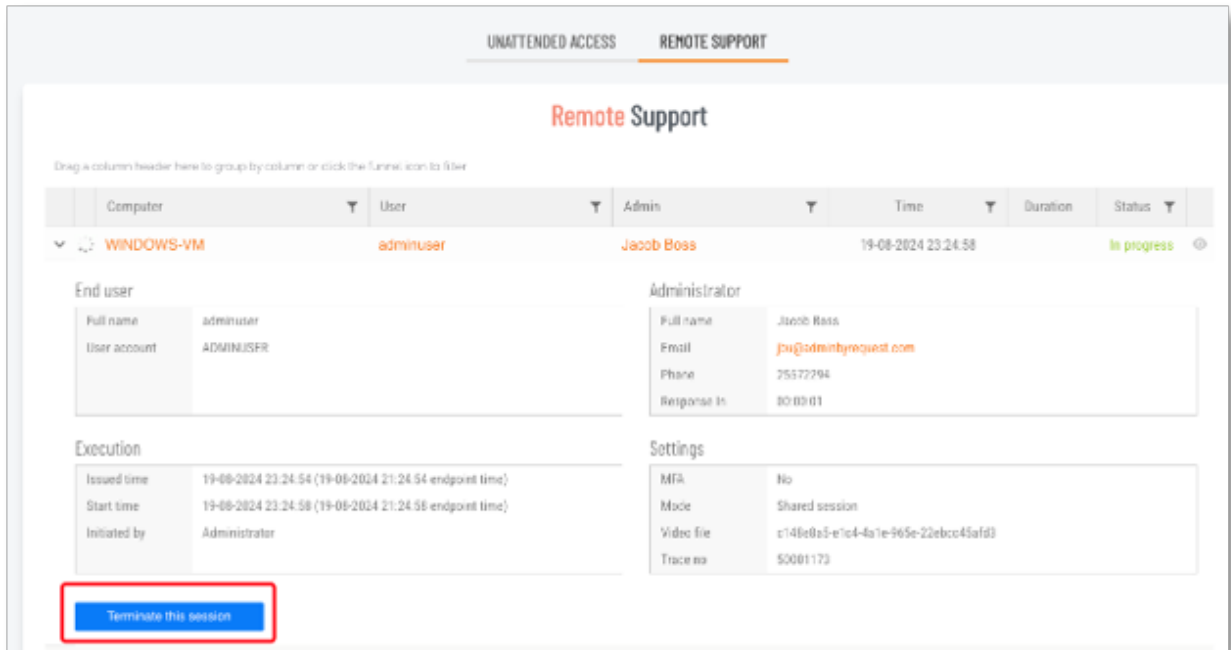 UNATTENDED ACCESS REMOTE SUPPORT
Remote Support
Drag a column header here to group by column or click the funnel icon to filter
Computer User Admin Time Duration Status
WINDOWS-VM adminuser Jacob Boss 19-08-2024 23:24:58 In progress
End user
Full name adminuser
User account ADMINUSER
Administrator
Full name Jacob Boss
Email jbu@adminbyrequest.com
Phone 25572294
Response in 00:00:01
Execution
Issued time 19-08-2024 23:24:54 (19-08-2024 21:24:54 endpoint time)
Start time 19-08-2024 23:24:58 (19-08-2024 21:24:58 endpoint time)
Initiated by Administrator
Settings
MFA No
Mode Shared session
Video file
Trace no 50001173
Terminate this session